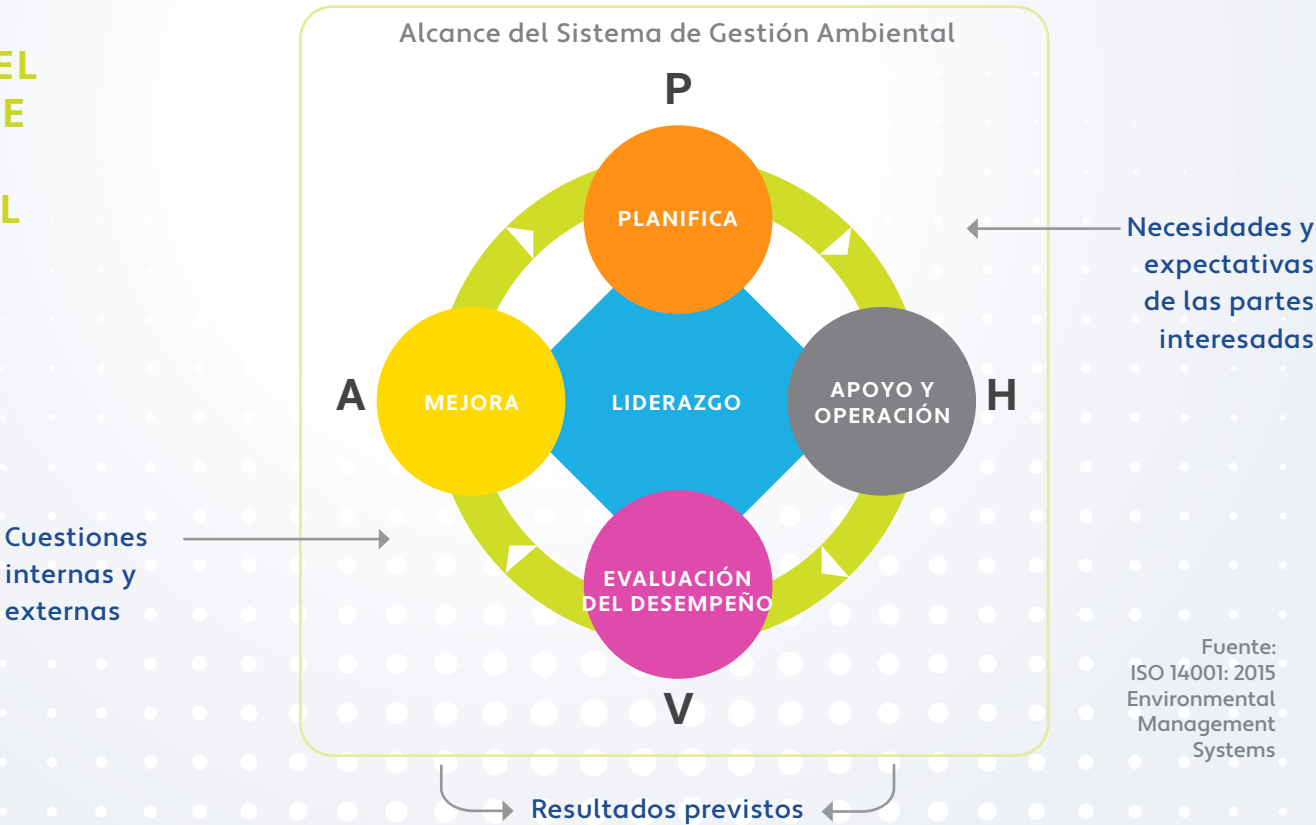 EL
E
L
Alcance del Sistema de Gestión Ambiental
P
PLANIFICA
Necesidades y
expectativas
de las partes
interesadas
A
MEJORA
LIDERAZGO
APOYO Y
OPERACIÓN
H
Cuestiones
internas y
externas
EVALUACIÓN
DEL DESEMPEÑO
V
Fuente:
ISO 14001: 2015
Environmental
Management
Systems
Resultados previstos